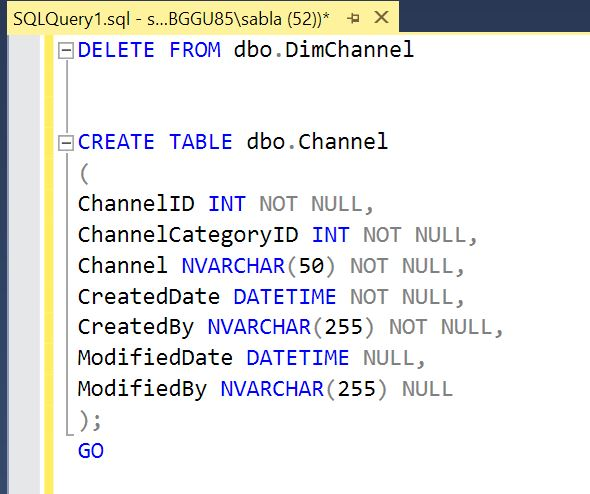 SQLQuery1.sql - s...BGGU85\sabla (52))*
DELETE FROM dbo.DimChannel
CREATE TABLE dbo.Channel
(
ChannelID INT NOT NULL,
ChannelCategoryID INT NOT NULL,
Channel NVARCHAR(50) NOT NULL,
CreatedDate DATETIME NOT NULL,
CreatedBy NVARCHAR(255) NOT NULL,
ModifiedDate DATETIME NULL,
ModifiedBy NVARCHAR(255) NULL
);
GO